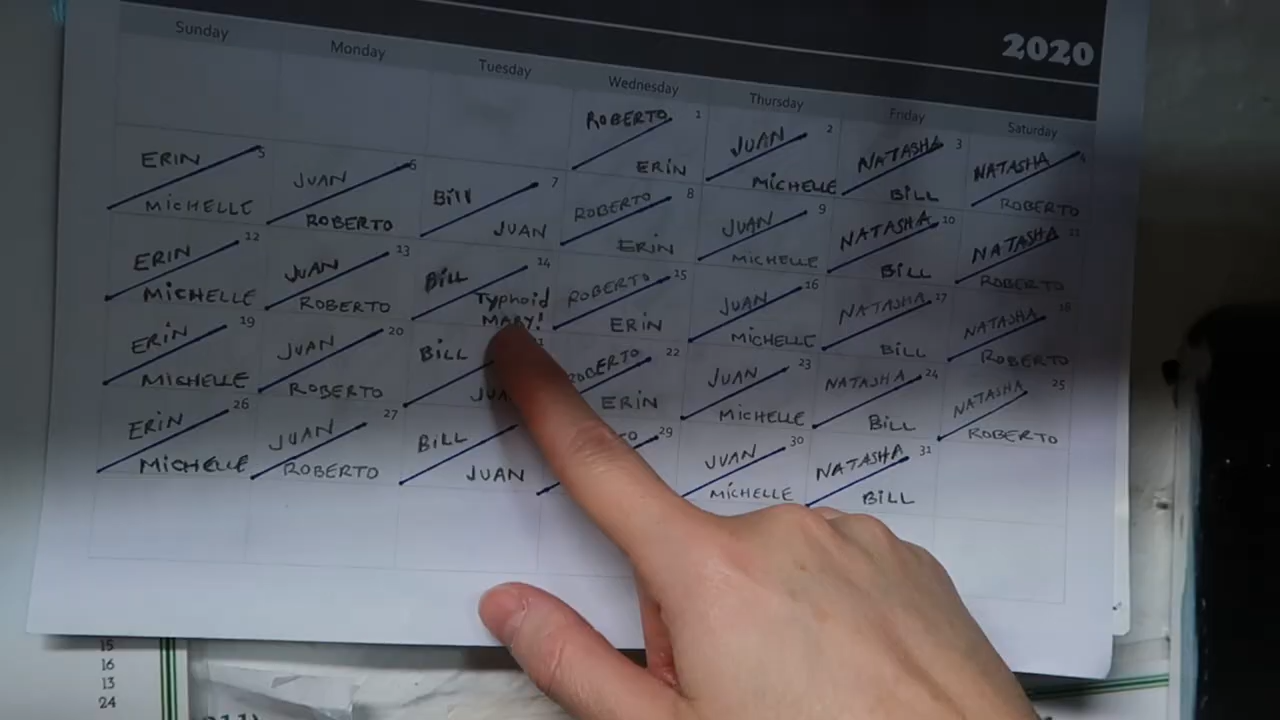 2020
Sunday Monday Tuesday Wednesday Thursday Friday Saturday
ROBERTO 1 JUAN 2 NATASHA 3 NATASHA 4
ERIN MICHELLE BILL ROBERTO
ERIN 5 JUAN 6 Bill 7 ROBERTO 8 JUAN 9 NATASHA 10 NATASHA 11
MICHELLE ROBERTO JUAN ERIN MICHELLE BILL ROBERTO
ERIN 12 JUAN 13 BILL 14 ROBERTO 15 JUAN 16 NATASHA 17 NATASHA 18
MICHELLE ROBERTO Typhoid ERIN MICHELLE BILL ROBERTO
MARY!
ERIN 19 JUAN 20 BILL ROBERTO 22 JUAN 23 NATASHA 24 NATASHA 25
MICHELLE ROBERTO ERIN MICHELLE BILL ROBERTO
ERIN 26 JUAN 27 BILL 29 JUAN 30 NATASHA 31
MICHELLE ROBERTO JUAN MICHELLE BILL
15
16
13
24